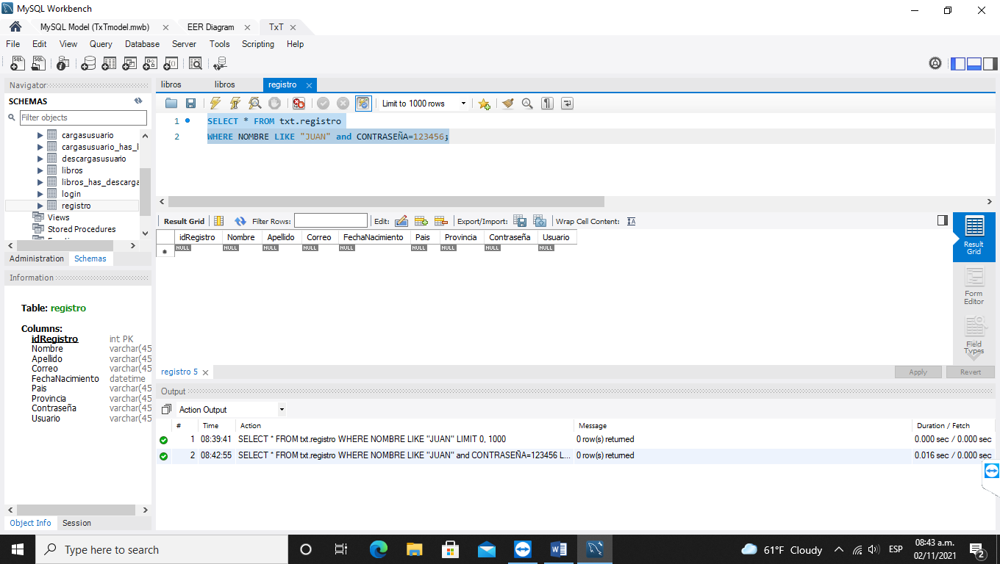 MySQL Workbench
MySQL Model (TxTmodel.mwb) EER Diagram TxT
File Edit View Query Database Server Tools Scripting Help
Navigator
SCHEMAS
Filter objects
cargasusuario
cargasusuario_has_l
descargasusuario
libros
libros_has_descarga
login
registro
Views
Stored Procedures
Administration Schemas
Information
Table: registro
Columns:
idRegistro int PK
Nombre varchar(45
Apellido varchar(45
Correo varchar(45
FechaNacimiento datetime
Pais varchar(45
Provincia varchar(45
Contraseña varchar(45
Usuario varchar(45
Object Info Session
libros libros registro
Limit to 1000 rows
1 SELECT * FROM txt.registro
2 WHERE NOMBRE LIKE "JUAN" and CONTRASEÑA=123456;
Result Grid Filter Rows: Edit: Export/Import: Wrap Cell Content:
idRegistro Nombre Apellido Correo FechaNacimiento Pais Provincia Contraseña Usuario
NULL NULL NULL NULL NULL NULL NULL NULL
Result Grid
Form Editor
Field Types
registro 5 Apply Revert
Output
Action Output
# Time Action Message Duration / Fetch
1 08:39:41 SELECT * FROM txt.registro WHERE NOMBRE LIKE "JUAN" LIMIT 0, 1000 0 row(s) returned 0.000 sec / 0.000 sec
2 08:42:55 SELECT * FROM txt.registro WHERE NOMBRE LIKE "JUAN" and CONTRASEÑA=123456 L... 0 row(s) returned 0.016 sec / 0.000 sec
Type here to search 61°F Cloudy ESP 08:43 a.m.
02/11/2021 2